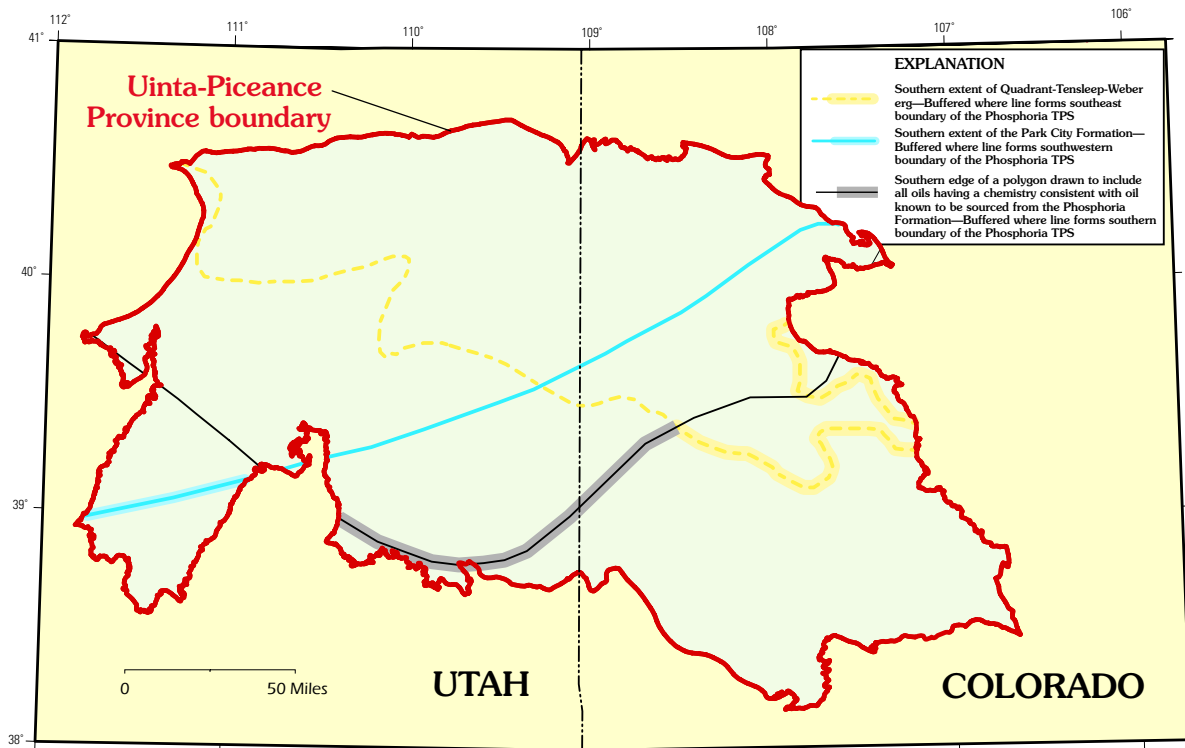 112° 111° 110° 109° 108° 107° 106°
41°
Uinta-Piceance
Province boundary
EXPLANATION
Southern extent of Quadrant-Tensleep-Weber
erg—Buffered where line forms southeast
boundary of the Phosphoria TPS
Southern extent of the Park City Formation—
Buffered where line forms southwestern
boundary of the Phosphoria TPS
Southern edge of a polygon drawn to include
all oils having a chemistry consistent with oil
known to be sourced from the Phosphoria
Formation—Buffered where line forms southern
boundary of the Phosphoria TPS
40°
39°
0 50 Miles
UTAH
COLORADO
38°